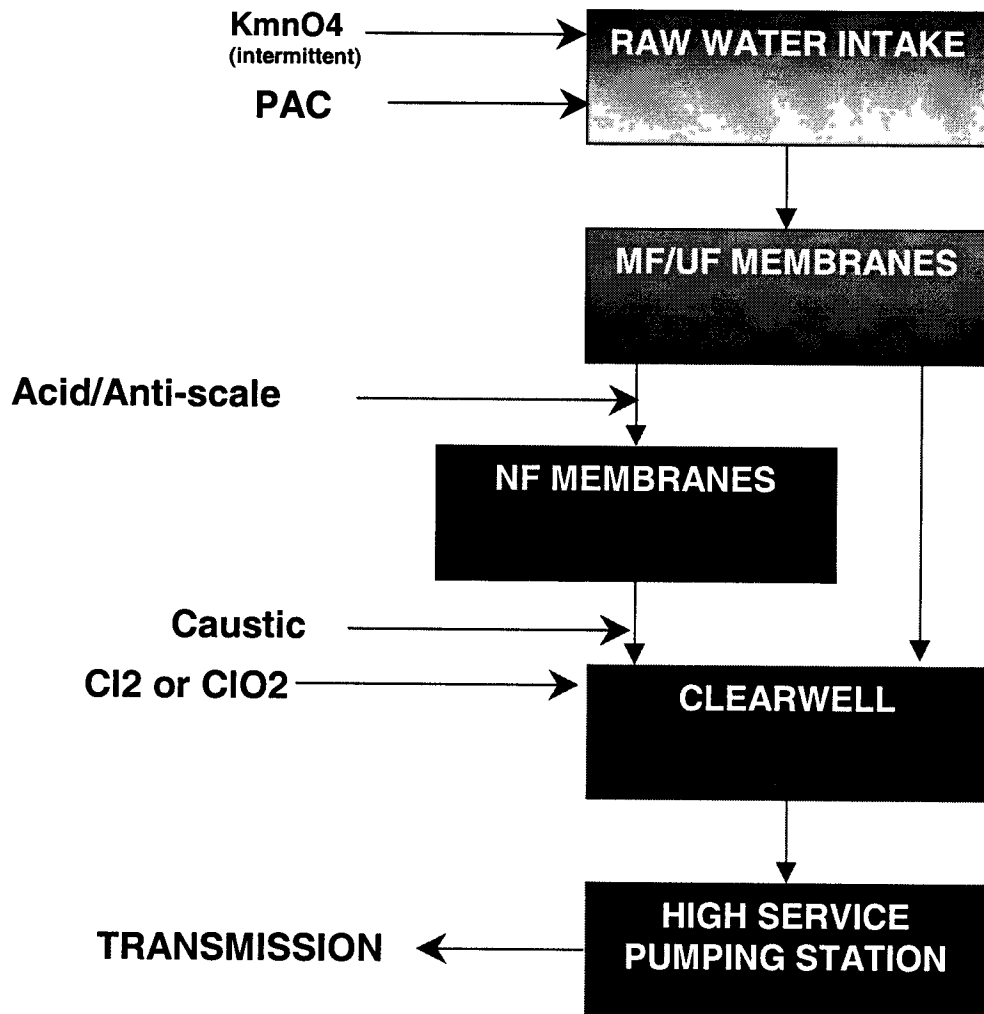 KmnO4
(intermittent)
RAW WATER INTAKE
PAC
MF/UF MEMBRANES
Acid/Anti-scale
NF MEMBRANES
Caustic
Cl2 or ClO2
CLEARWELL
HIGH SERVICE
PUMPING STATION
TRANSMISSION